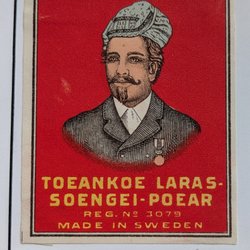 TOEANKOE LARAS-
SOENGEI-POEAR
REG. Nº 3079
MADE IN SWEDEN